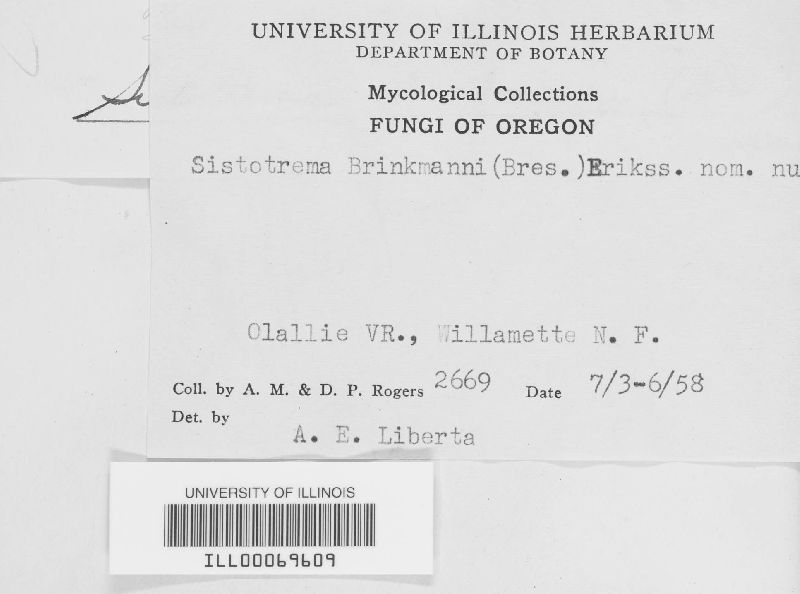 UNIVERSITY OF ILLINOIS HERBARIUM
DEPARTMENT OF BOTANY
Mycological Collections
FUNGI OF OREGON
Sistotrema Brinkmanni (Bres.) Erikss. nom. nu
Olallie VR., Willamette N. F.
Coll. by A. M. & D. P. Rogers 2669 Date 7/3-6/58
Det. by
A. E. Liberta
UNIVERSITY OF ILLINOIS
ILL00069609